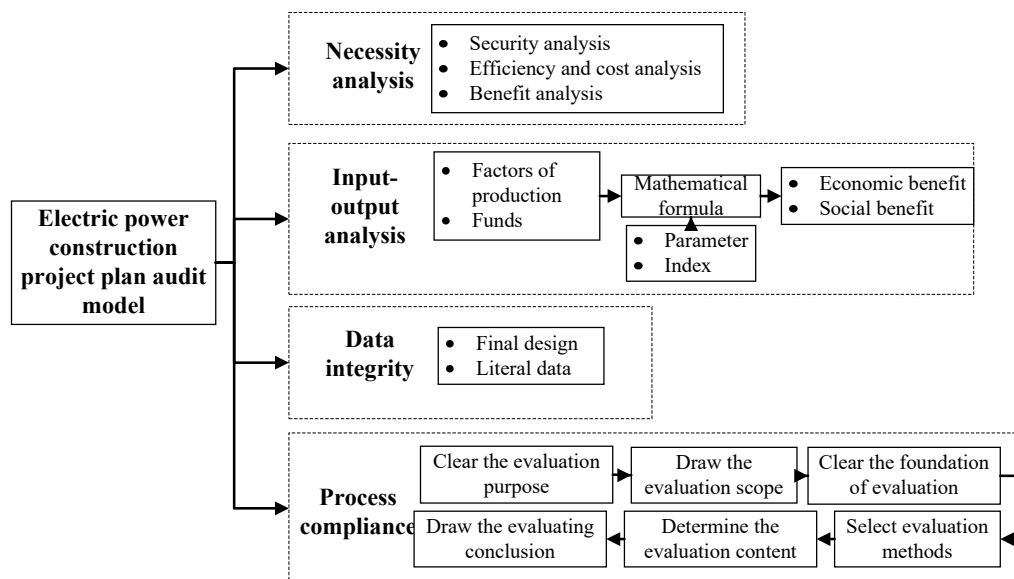 Electric power
construction
project plan audit
model
Necessity
analysis
● Security analysis
● Efficiency and cost analysis
● Benefit analysis
Input-
output
analysis
● Factors of
production
● Funds
Mathematical
formula
● Parameter
● Index
● Economic benefit
● Social benefit
Data
integrity
● Final design
● Literal data
Process
compliance
Clear the evaluation
purpose
Draw the
evaluation scope
Clear the foundation
of evaluation
Select evaluation
methods
Determine the
evaluation content
Draw the evaluating
conclusion